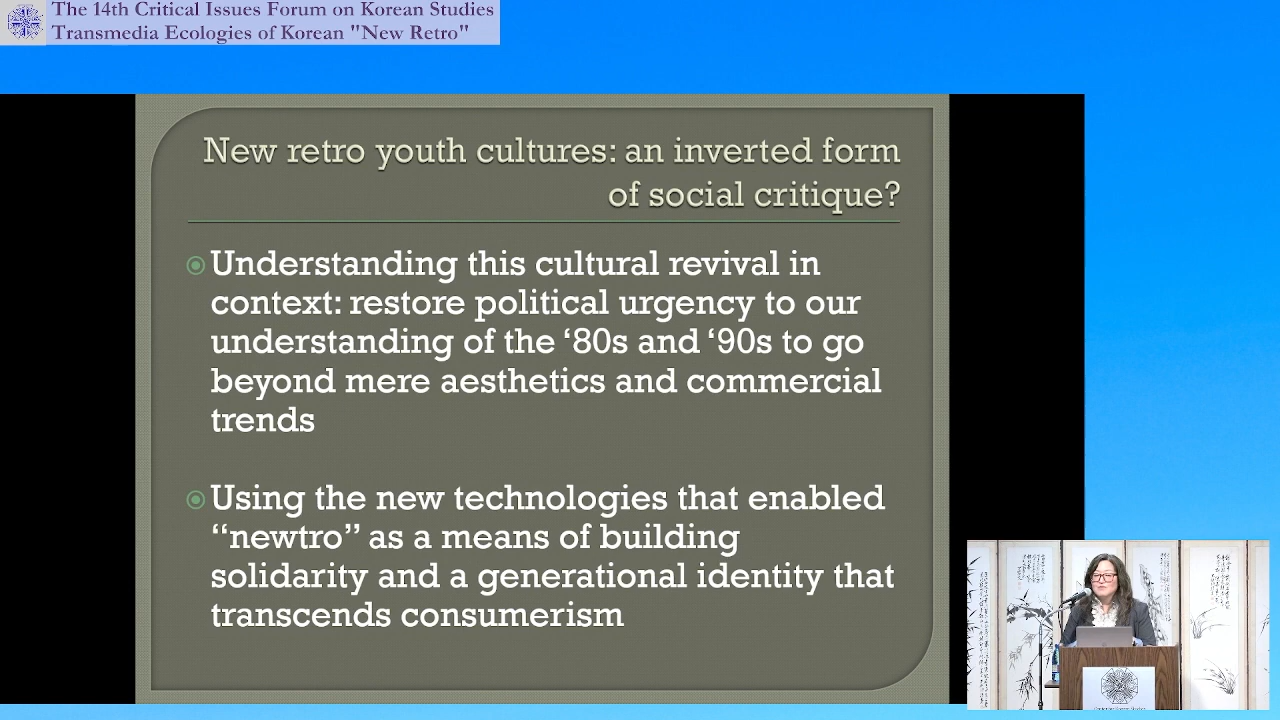 The 14th Critical Issues Forum on Korean Studies
Transmedia Ecologies of Korean "New Retro"
New retro youth cultures: an inverted form
of social critique?
Understanding this cultural revival in
context: restore political urgency to our
understanding of the ‘80s and ‘90s to go
beyond mere aesthetics and commercial
trends
Using the new technologies that enabled
“newtro” as a means of building
solidarity and a generational identity that
transcends consumerism